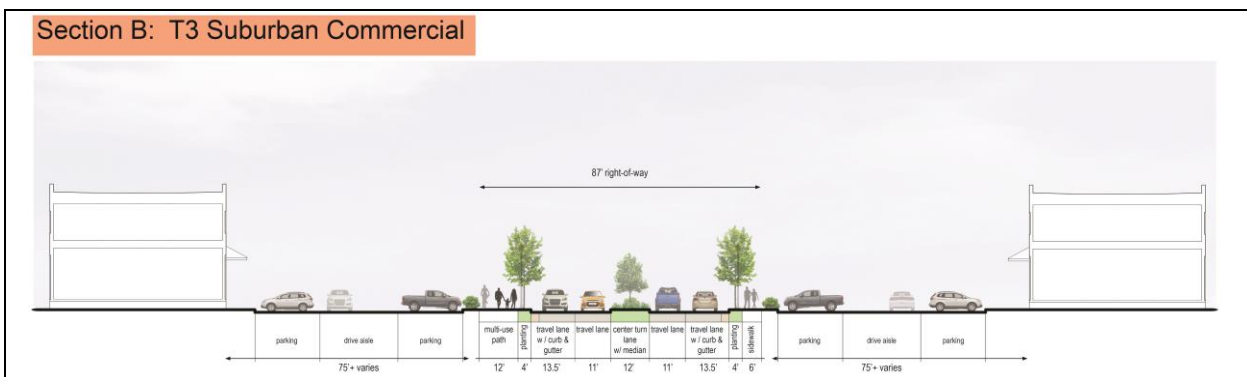 Section B: T3 Suburban Commercial
87' right-of-way
parking
drive aisle
parking
multi-use
path
planting
travel lane
w / curb &
gutter
travel lane
center turn
lane
w/ median
travel lane
travel lane
w/ curb &
gutter
planting
sidewalk
parking
drive aisle
parking
75'+ varies
12'
4'
13.5'
11'
12'
11'
13.5'
4'
6'
75'+ varies